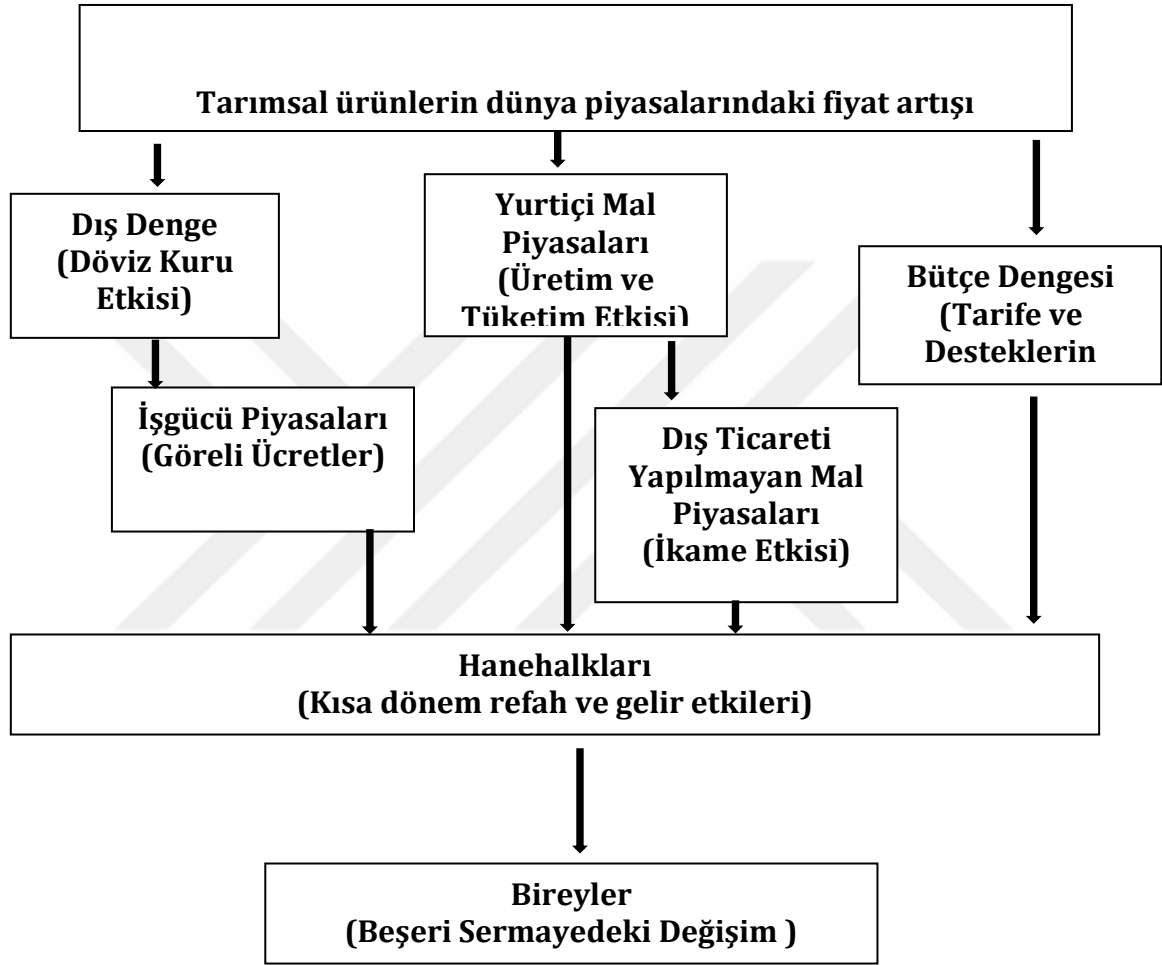 Tarımsal ürünlerin dünya piyasalarındaki fiyat artışı
Dış Denge
(Döviz Kuru
Etkisi)
Yurtiçi Mal
Piyasaları
(Üretim ve
Tüketim Etkisi)
Bütçe Dengesi
(Tarife ve
Desteklerin
İşgücü Piyasaları
(Göreli Ücretler)
Dış Ticareti
Yapılmayan Mal
Piyasaları
(İkame Etkisi)
Hanehalkları
(Kısa dönem refah ve gelir etkileri)
Bireyler
(Beşeri Sermayedeki Değişim )